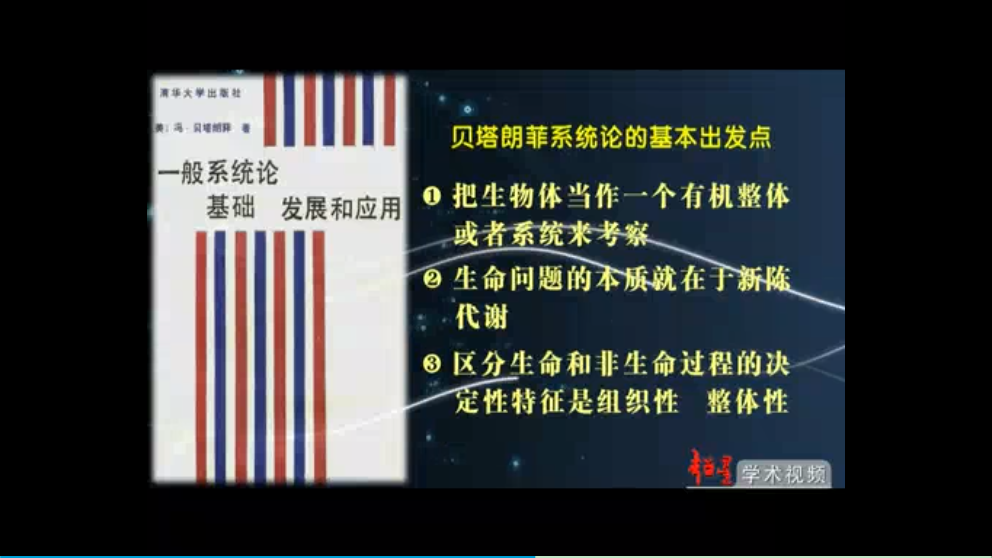 清华大学出版社
美］冯·贝塔朗菲 著
一般系统论
基础 发展和应用
贝塔朗菲系统论的基本出发点
❶ 把生物体当作一个有机整体
或者系统来考察
❷ 生命问题的本质就在于新陈
代谢
❸ 区分生命和非生命过程的决
定性特征是组织性 整体性
超星
学术视频